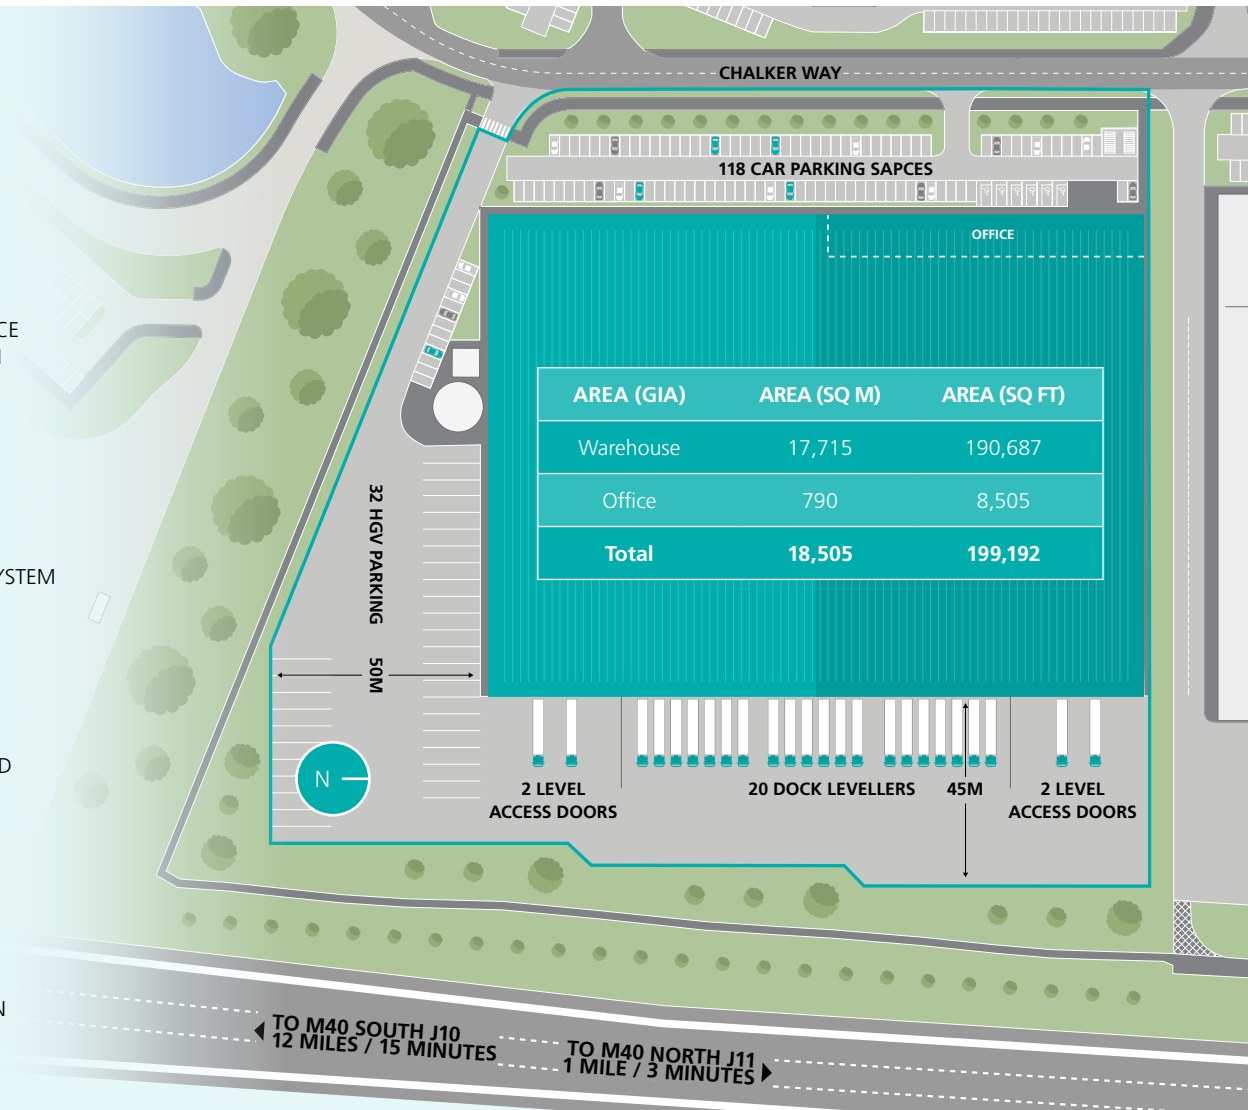 CHALKER WAY
118 CAR PARKING SAPCES
OFFICE
CE
AREA (GIA) AREA (SQ M) AREA (SQ FT)
Warehouse 17,715 190,687
Office 790 8,505
Total 18,505 199,192
32 HGV PARKING
YSTEM
50M
D
N
2 LEVEL
ACCESS DOORS
20 DOCK LEVELLERS
45M
2 LEVEL
ACCESS DOORS
N
TO M40 SOUTH J10
12 MILES / 15 MINUTES
TO M40 NORTH J11
1 MILE / 3 MINUTES